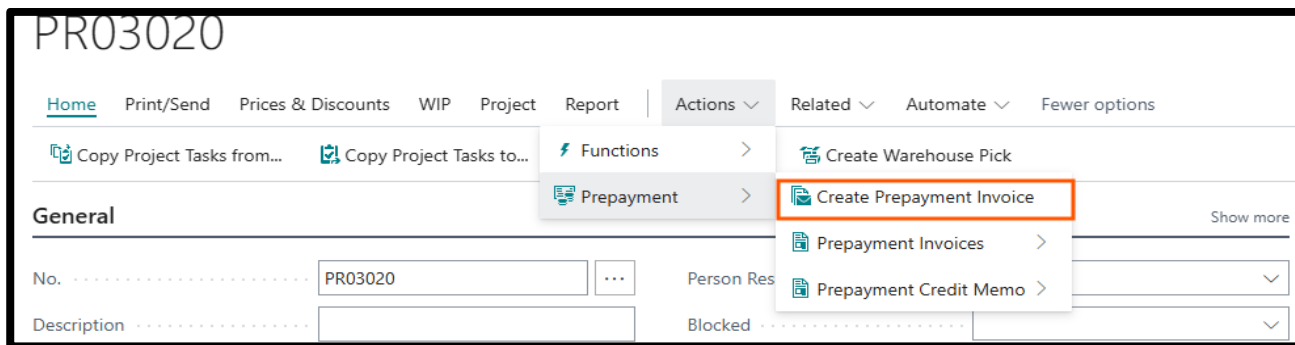 PR03020
Home Print/Send Prices & Discounts WIP Project Report Actions Related Automate Fewer options
Copy Project Tasks from... Copy Project Tasks to... Functions Create Warehouse Pick
Prepayment Create Prepayment Invoice
General Show more
Prepayment Invoices
No. PR03020 ... Person Res
Prepayment Credit Memo
Description Blocked